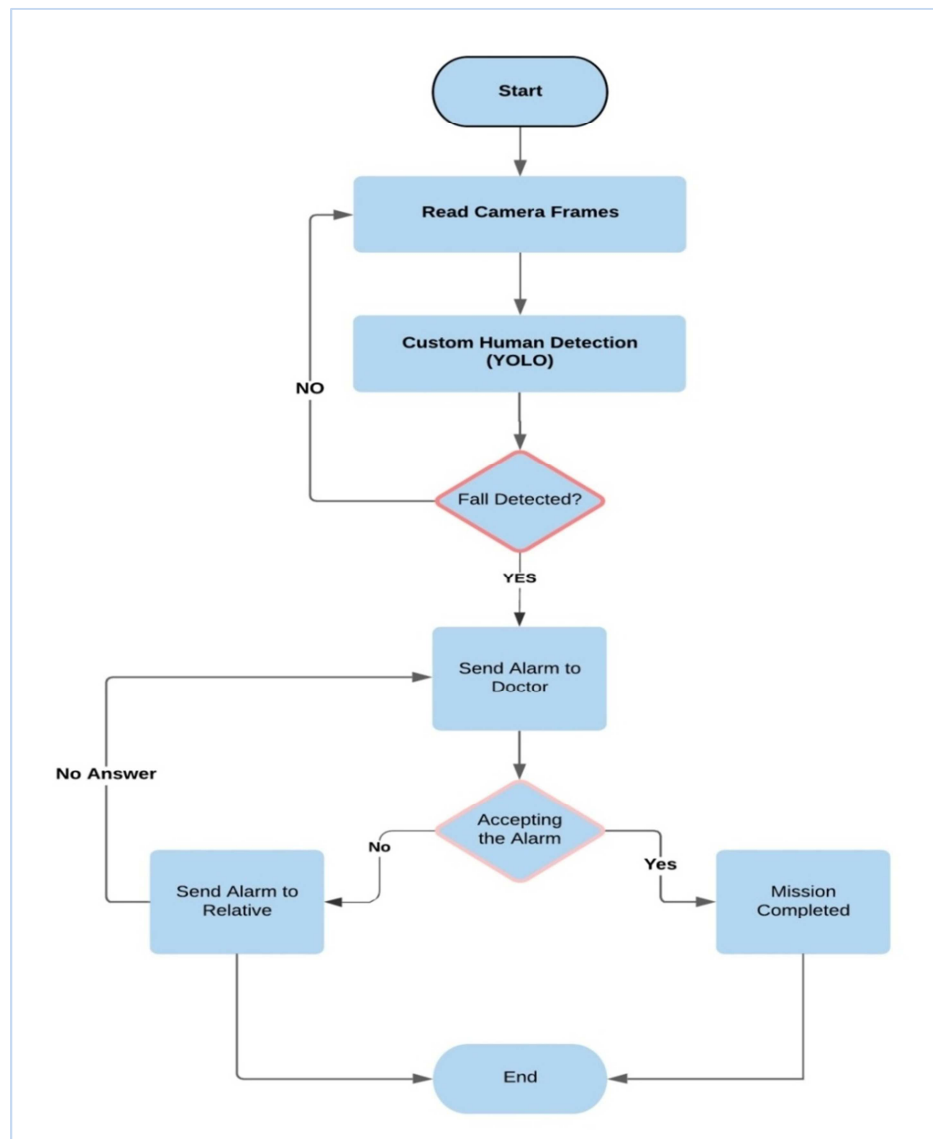 Start
Read Camera Frames
Custom Human Detection
(YOLO)
NO
Fall Detected?
YES
Send Alarm to
Doctor
No Answer
Accepting
the Alarm
No
Yes
Send Alarm to
Relative
Mission
Completed
End